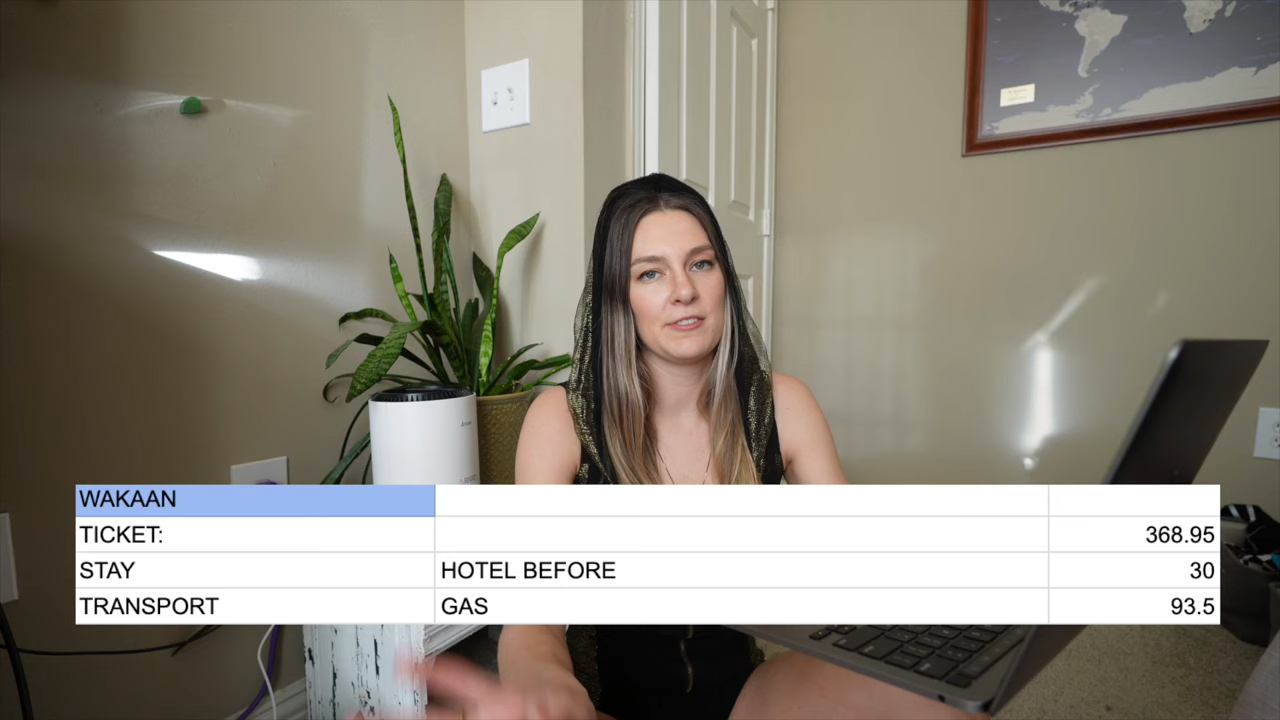 WAKAAN
TICKET: 368.95
STAY HOTEL BEFORE 30
TRANSPORT GAS 93.5